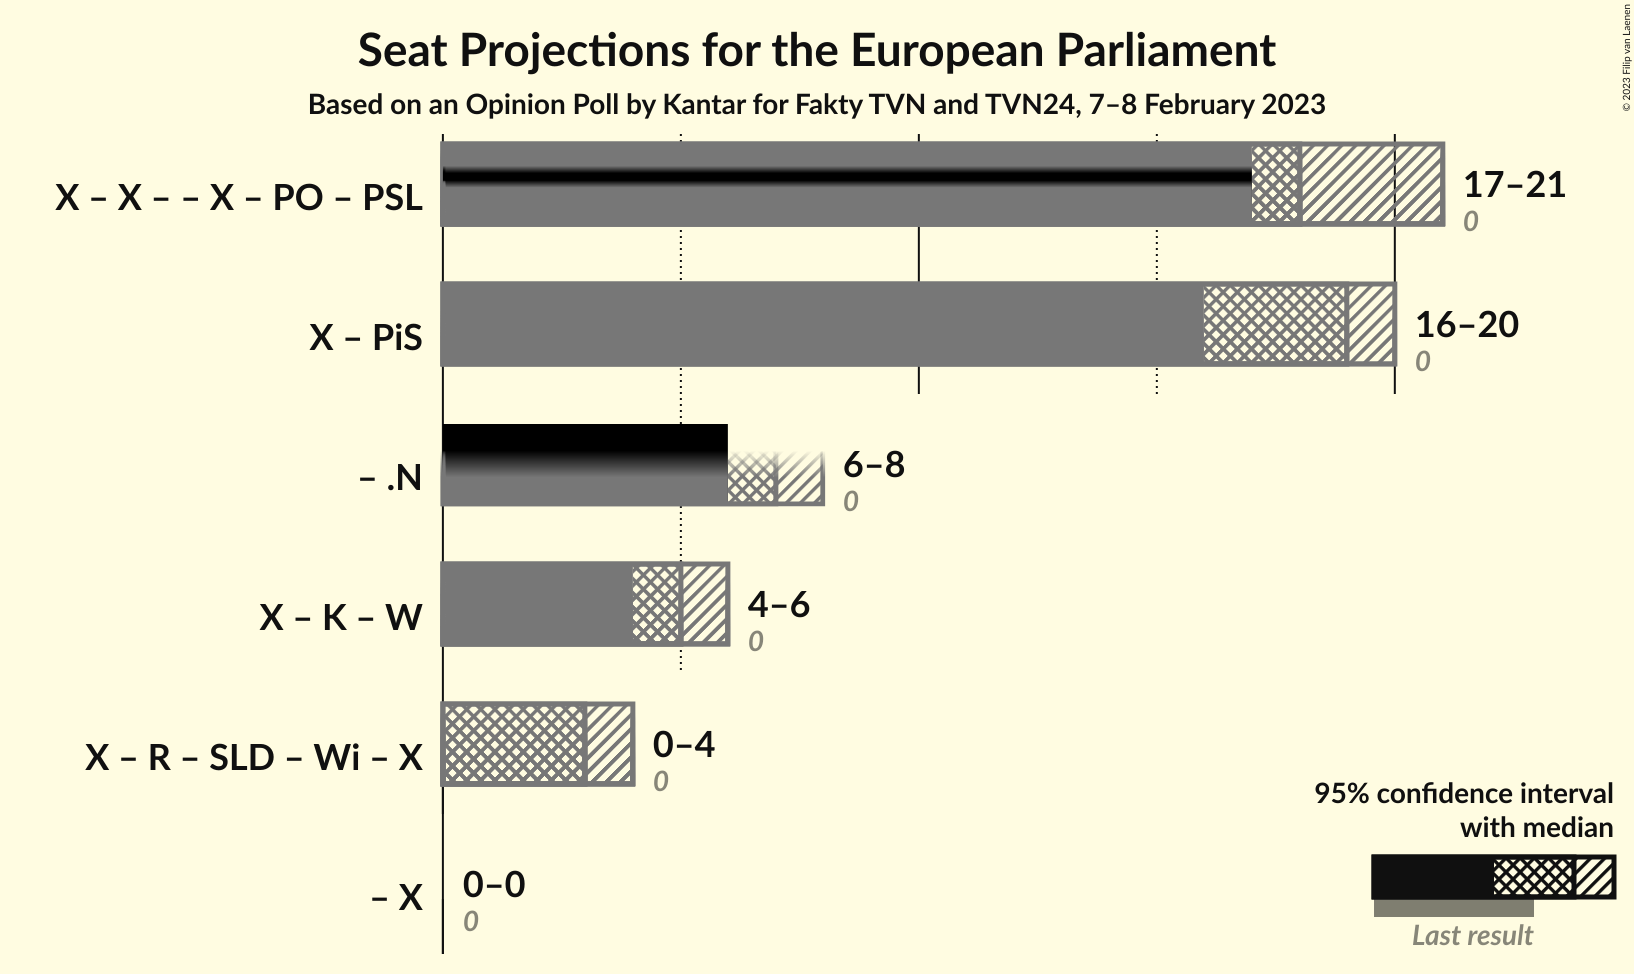 Seat Projections for the European Parliament
Based on an Opinion Poll by Kantar for Fakty TVN and TVN24, 7–8 February 2023
© 2023 Filip van Laenen
X – X – – X – PO – PSL
17–21
0
X – PiS
16–20
0
– .N
6–8
0
X – K – W
4–6
0
X – R – SLD – Wi – X
0–4
0
– X
0–0
0
95% confidence interval
with median
Last result